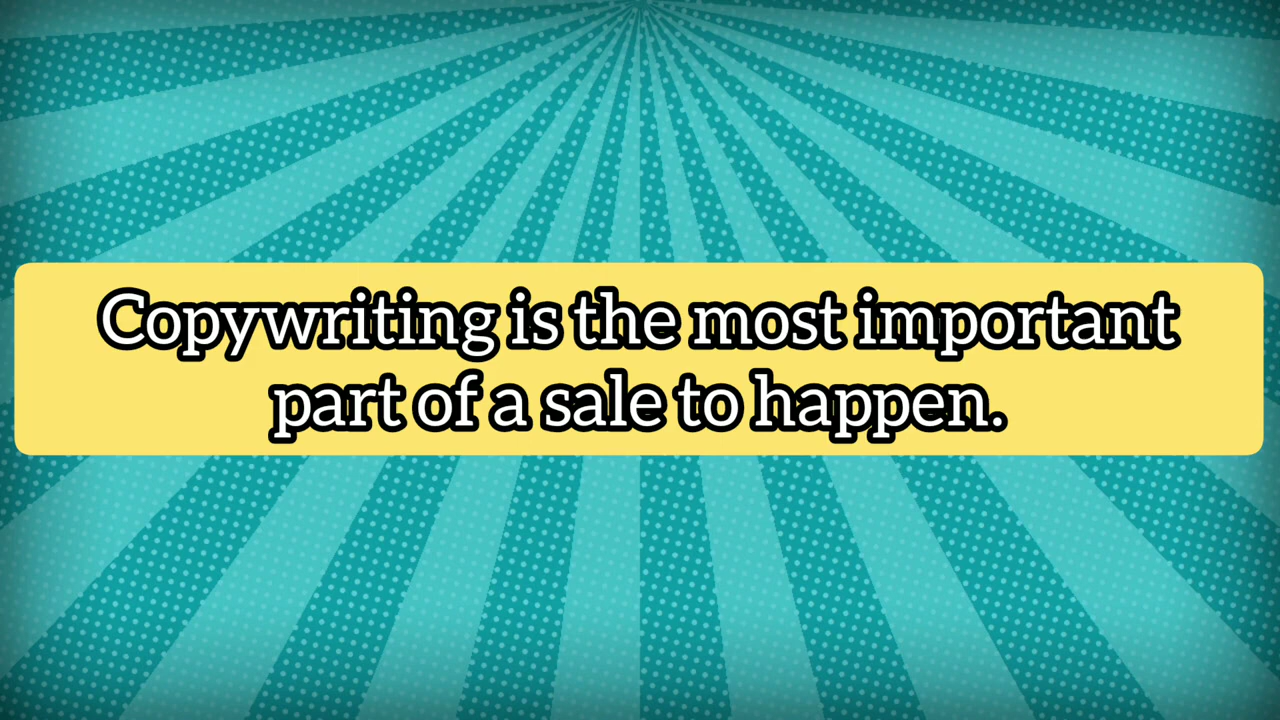 Copywriting is the most important
part of a sale to happen.